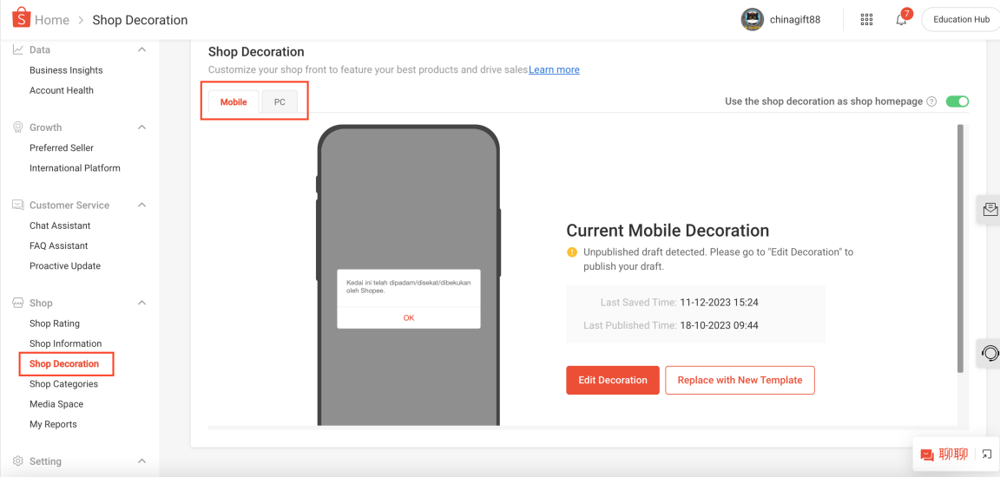 Home > Shop Decoration
chinagift88
7
Education Hub
Data
Business Insights
Account Health
Growth
Preferred Seller
International Platform
Customer Service
Chat Assistant
FAQ Assistant
Proactive Update
Shop
Shop Rating
Shop Information
Shop Decoration
Shop Categories
Media Space
My Reports
Setting
Shop Decoration
Customize your shop front to feature your best products and drive sales Learn more
Mobile
PC
Use the shop decoration as shop homepage ?
Kedai ini telah dipadam/disekat/dibekukan
oleh Shopee.
OK
Current Mobile Decoration
Unpublished draft detected. Please go to "Edit Decoration" to
publish your draft.
Last Saved Time: 11-12-2023 15:24
Last Published Time: 18-10-2023 09:44
Edit Decoration
Replace with New Template
聊聊